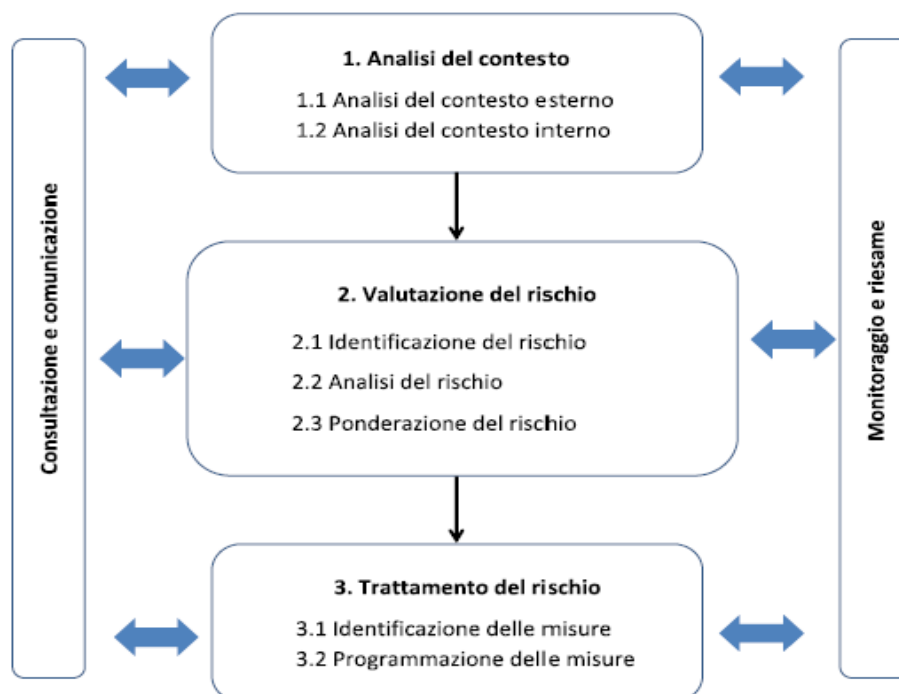 Consultazione e comunicazione
1. Analisi del contesto
1.1 Analisi del contesto esterno
1.2 Analisi del contesto interno
2. Valutazione del rischio
2.1 Identificazione del rischio
2.2 Analisi del rischio
2.3 Ponderazione del rischio
3. Trattamento del rischio
3.1 Identificazione delle misure
3.2 Programmazione delle misure
Monitoraggio e riesame